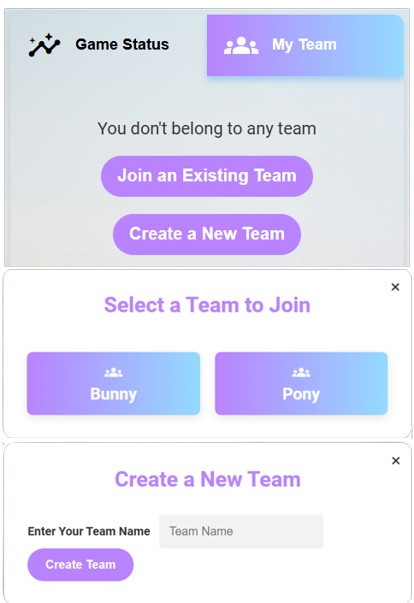 Game Status
My Team
You don't belong to any team
Join an Existing Team
Create a New Team
×
Select a Team to Join
Bunny
Pony
×
Create a New Team
Enter Your Team Name
Team Name
Create Team